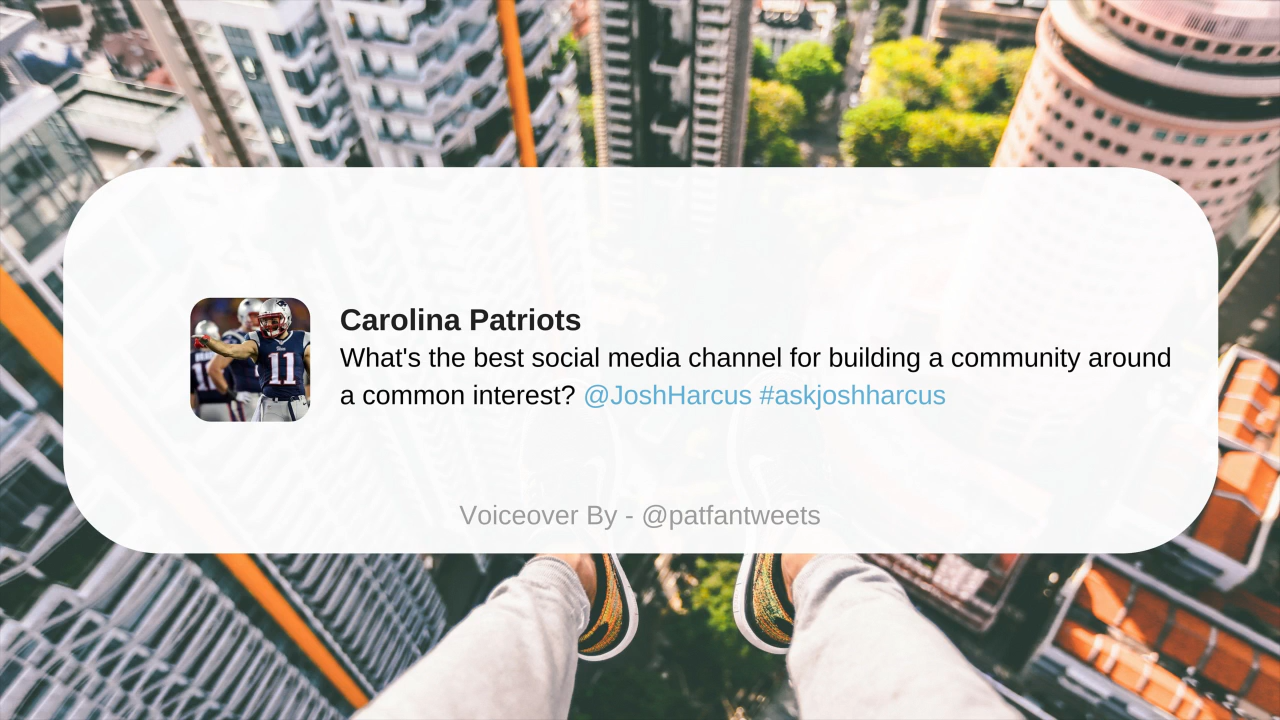 Carolina Patriots
What's the best social media channel for building a community around
a common interest? @JoshHarcus #askjoshharcus
11
Voiceover By - @patfantweets